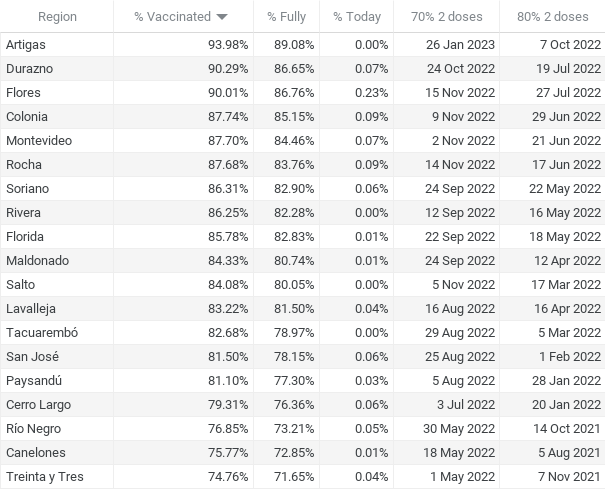 Region % Vaccinated % Fully % Today 70% 2 doses 80% 2 doses
Artigas 93.98% 89.08% 0.00% 26 Jan 2023 7 Oct 2022
Durazno 90.29% 86.65% 0.07% 24 Oct 2022 19 Jul 2022
Flores 90.01% 86.76% 0.23% 15 Nov 2022 27 Jul 2022
Colonia 87.74% 85.15% 0.09% 9 Nov 2022 29 Jun 2022
Montevideo 87.70% 84.46% 0.07% 2 Nov 2022 21 Jun 2022
Rocha 87.68% 83.76% 0.09% 14 Nov 2022 17 Jun 2022
Soriano 86.31% 82.90% 0.06% 24 Sep 2022 22 May 2022
Rivera 86.25% 82.28% 0.00% 12 Sep 2022 16 May 2022
Florida 85.78% 82.83% 0.01% 22 Sep 2022 18 May 2022
Maldonado 84.33% 80.74% 0.01% 24 Sep 2022 12 Apr 2022
Salto 84.08% 80.05% 0.00% 5 Nov 2022 17 Mar 2022
Lavalleja 83.22% 81.50% 0.04% 16 Aug 2022 16 Apr 2022
Tacuarembó 82.68% 78.97% 0.00% 29 Aug 2022 5 Mar 2022
San José 81.50% 78.15% 0.06% 25 Aug 2022 1 Feb 2022
Paysandú 81.10% 77.30% 0.03% 5 Aug 2022 28 Jan 2022
Cerro Largo 79.31% 76.36% 0.06% 3 Jul 2022 20 Jan 2022
Río Negro 76.85% 73.21% 0.05% 30 May 2022 14 Oct 2021
Canelones 75.77% 72.85% 0.01% 18 May 2022 5 Aug 2021
Treinta y Tres 74.76% 71.65% 0.04% 1 May 2022 7 Nov 2021